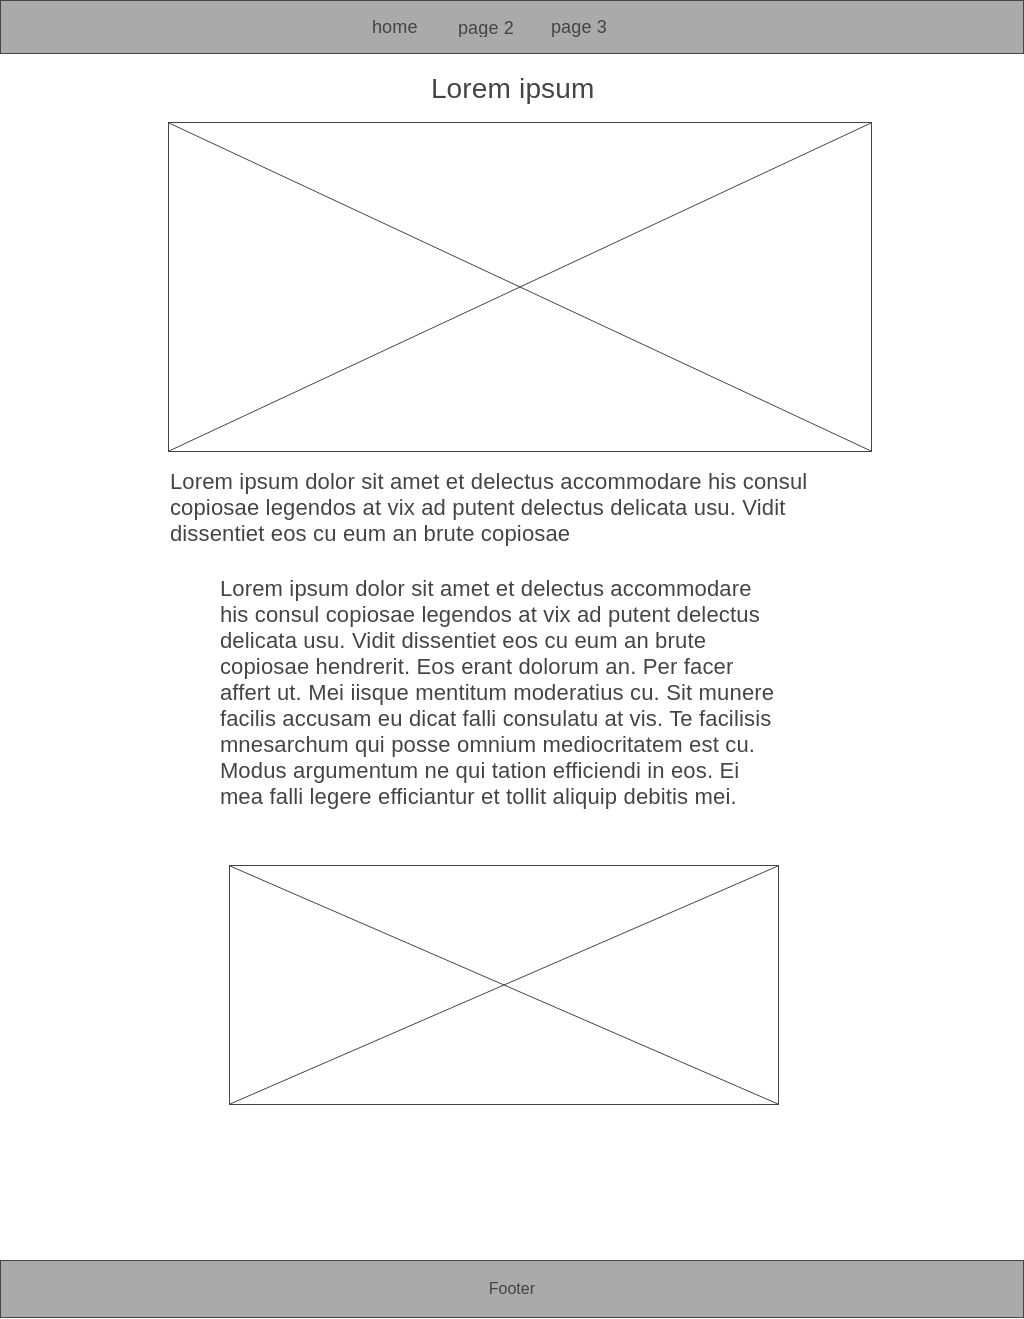 home page 2 page 3
Lorem ipsum
Lorem ipsum dolor sit amet et delectus accommodare his consul
copiosae legendos at vix ad putent delectus delicata usu. Vidit
dissentiet eos cu eum an brute copiosae
Lorem ipsum dolor sit amet et delectus accommodare
his consul copiosae legendos at vix ad putent delectus
delicata usu. Vidit dissentiet eos cu eum an brute
copiosae hendrerit. Eos erant dolorum an. Per facer
affert ut. Mei iisque mentitum moderatius cu. Sit munere
facilis accusam eu dicat falli consulatu at vis. Te facilisis
mnesarchum qui posse omnium mediocritatem est cu.
Modus argumentum ne qui tation efficiendi in eos. Ei
mea falli legere efficiantur et tollit aliquip debitis mei.
Footer